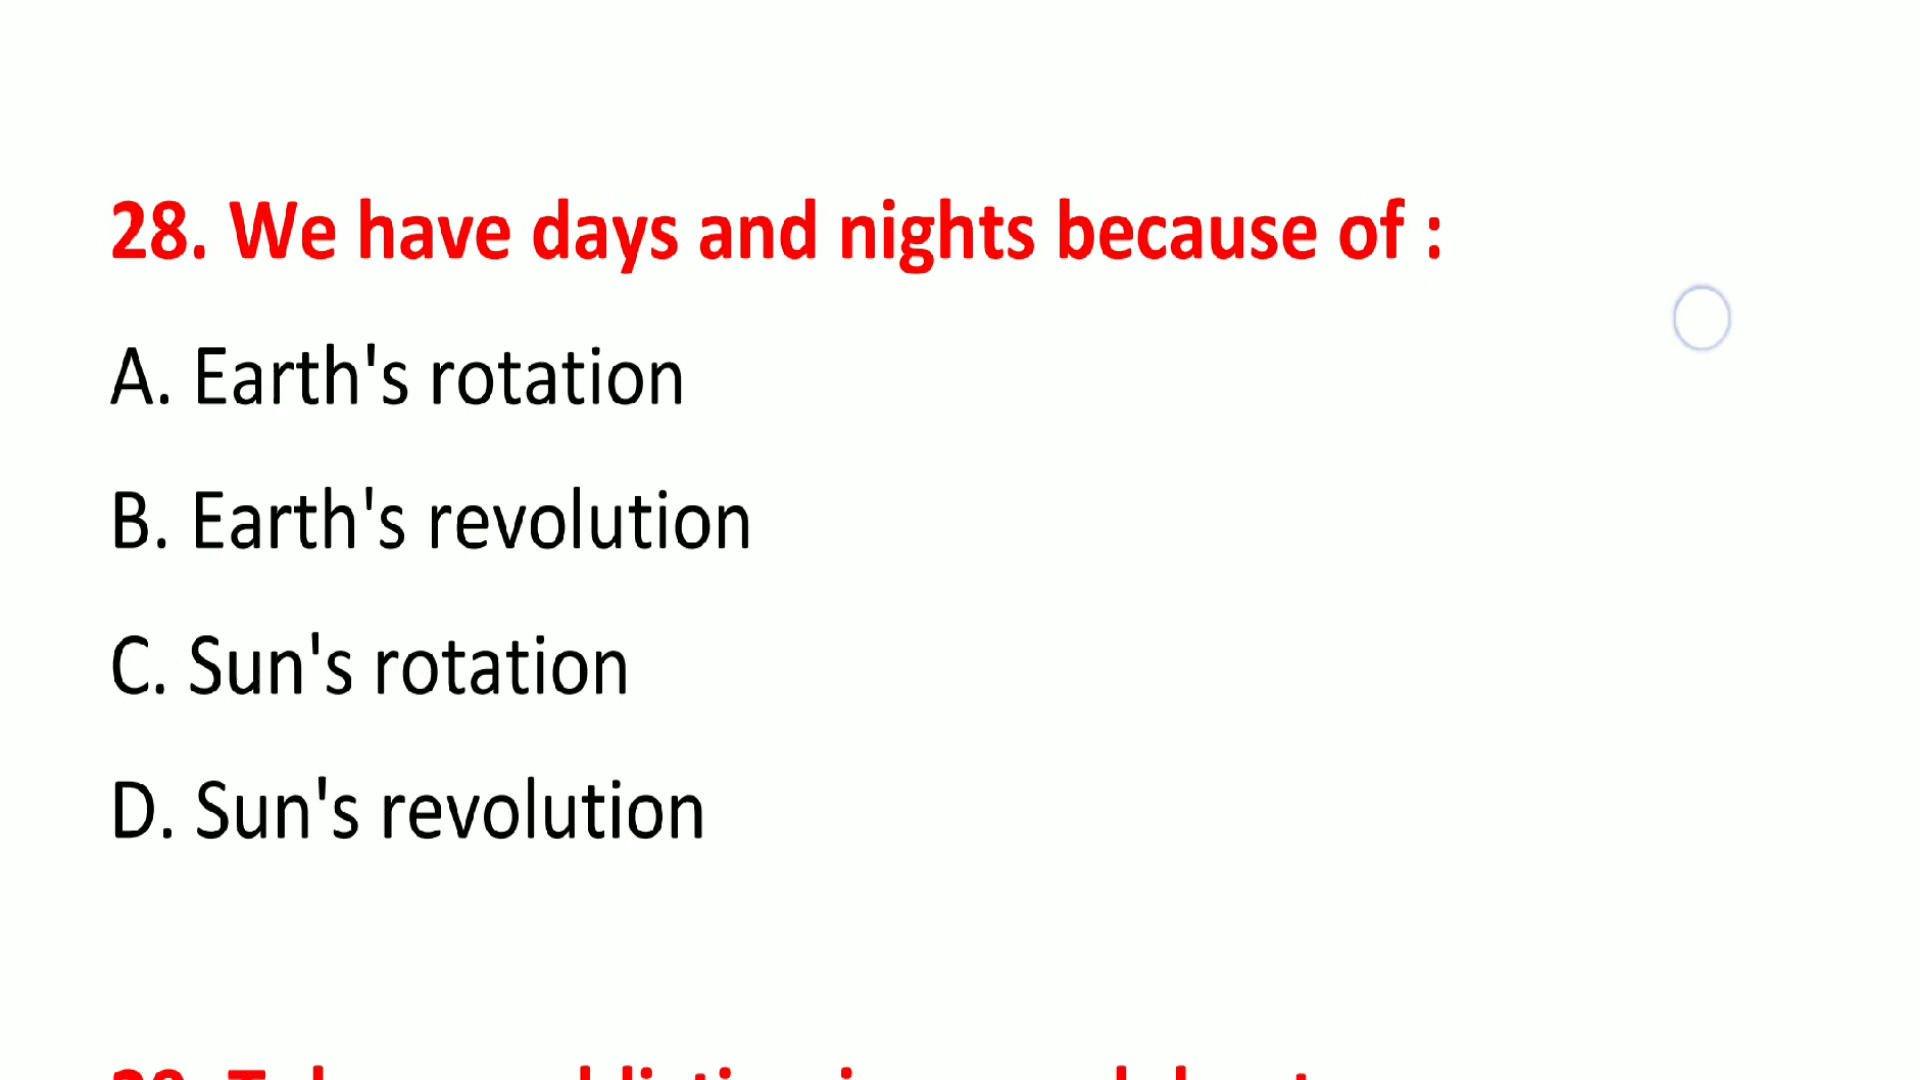 28. We have days and nights because of :
A. Earth's rotation
B. Earth's revolution
C. Sun's rotation
D. Sun's revolution